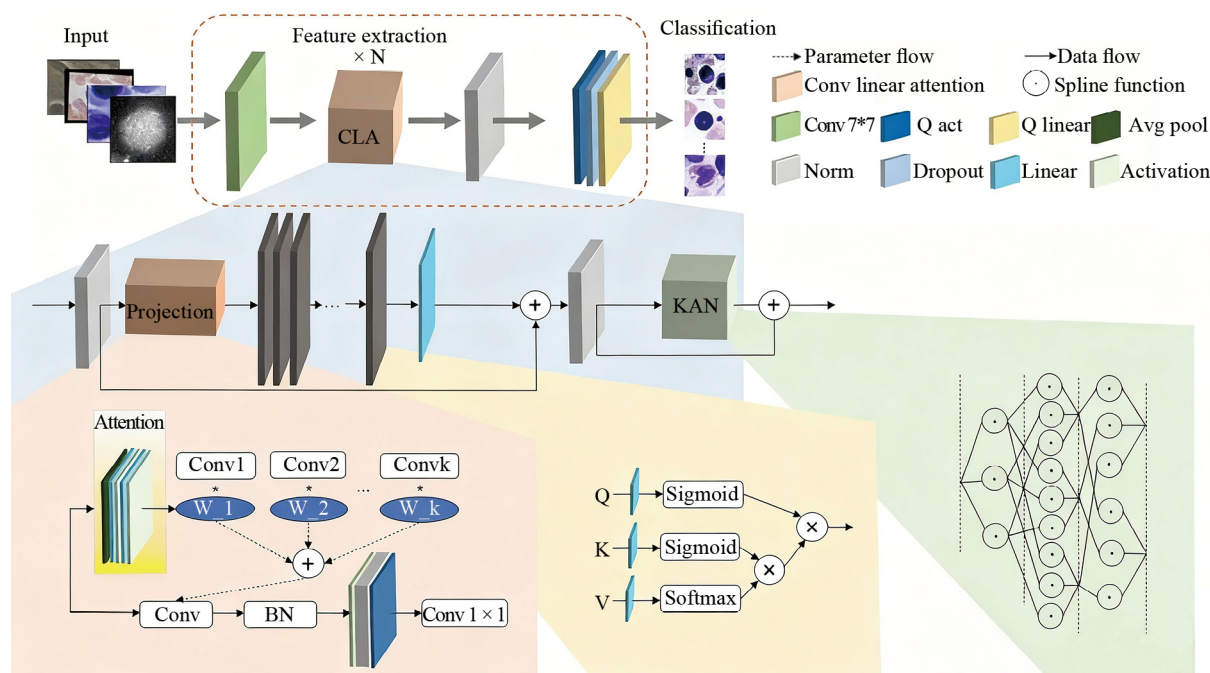 Input
Feature extraction
× N
CLA
Classification
Parameter flow
Data flow
Conv linear attention
Spline function
Conv 7*7
Q act
Q linear
Avg pool
Norm
Dropout
Linear
Activation
Projection
...
+
KAN
+
Attention
Conv1
Conv2
Convk
*
*
...
*
W_1
W_2
W_k
+
Conv
BN
Conv 1 × 1
Q
Sigmoid
K
Sigmoid
V
Softmax
×
×